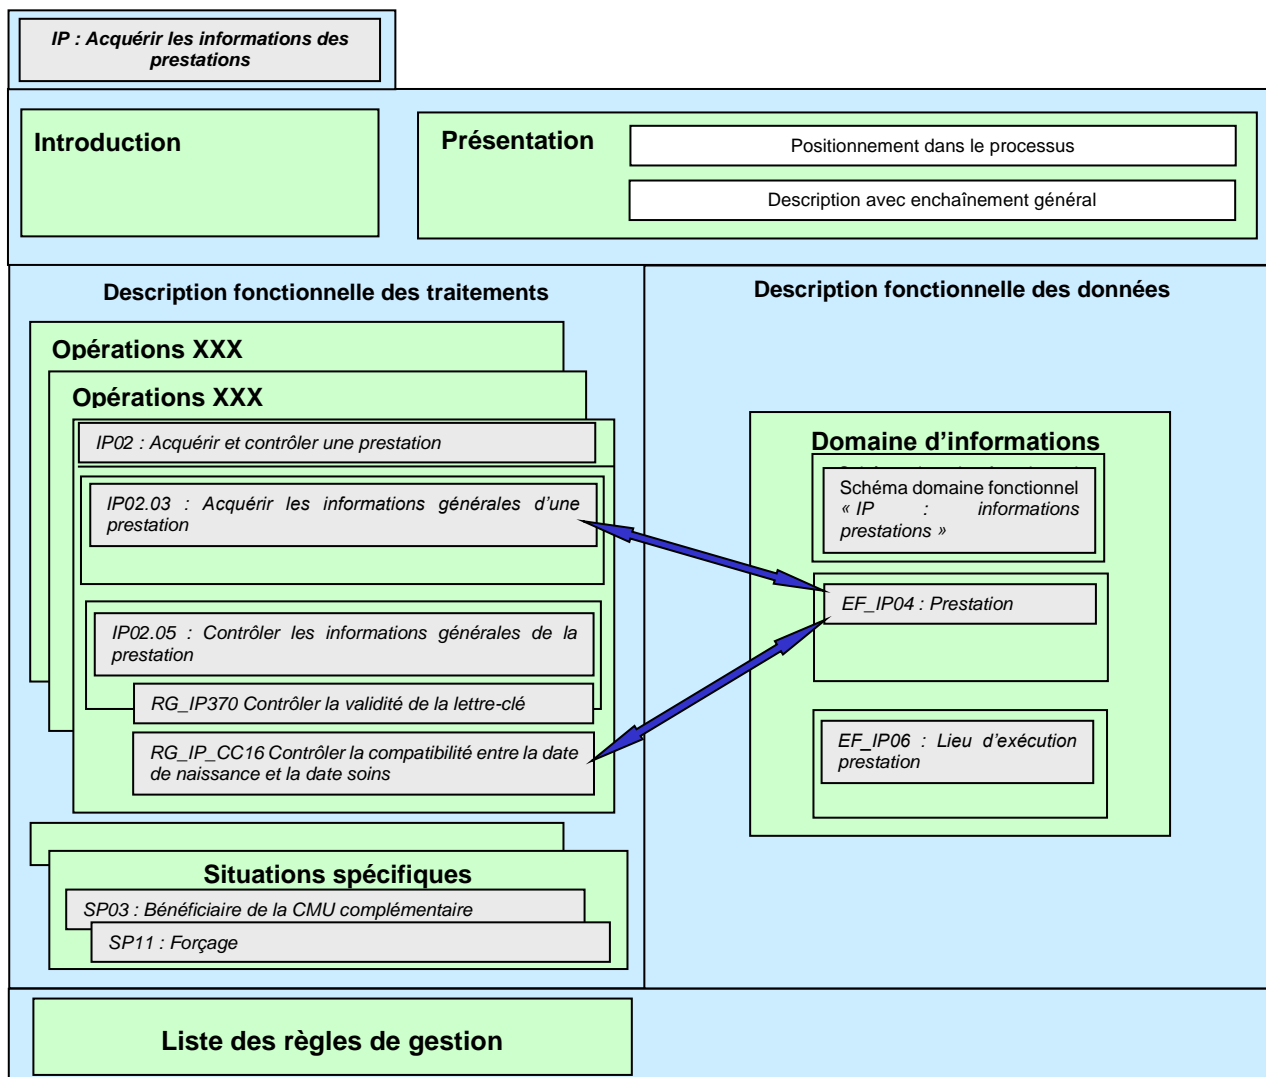 IP : Acquérir les informations des
prestations
Introduction
Présentation
Positionnement dans le processus
Description avec enchaînement général
Description fonctionnelle des traitements
Opérations XXX
Opérations XXX
IP02 : Acquérir et contrôler une prestation
IP02.03 : Acquérir les informations générales d’une
prestation
IP02.05 : Contrôler les informations générales de la
prestation
RG_IP370 Contrôler la validité de la lettre-clé
RG_IP_CC16 Contrôler la compatibilité entre la date
de naissance et la date soins
Situations spécifiques
SP03 : Bénéficiaire de la CMU complémentaire
SP11 : Forçage
Description fonctionnelle des données
Domaine d’informations
Schéma domaine fonctionnel
« IP : informations
prestations »
EF_IP04 : Prestation
EF_IP06 : Lieu d’exécution
prestation
Liste des règles de gestion